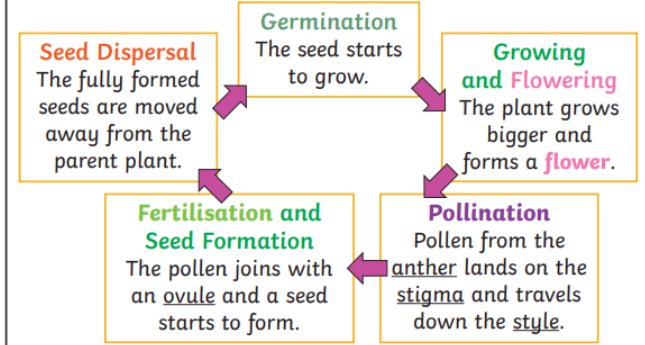 Germination
The seed starts
to grow.
Growing
and Flowering
The plant grows
bigger and
forms a flower.
Pollination
Pollen from the
anther lands on the
stigma and travels
down the style.
Fertilisation and
Seed Formation
The pollen joins with
an ovule and a seed
starts to form.
Seed Dispersal
The fully formed
seeds are moved
away from the
parent plant.